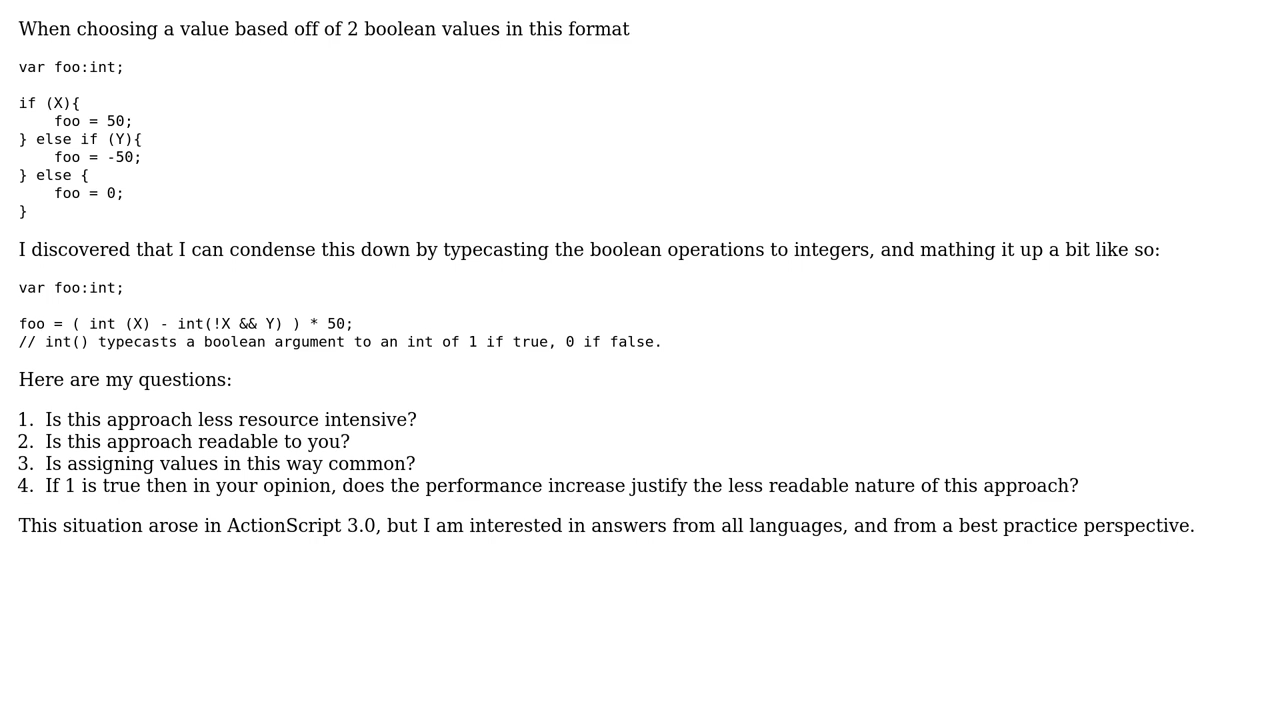 When choosing a value based off of 2 boolean values in this format
var foo:int;
if (X){
    foo = 50;
} else if (Y){
    foo = -50;
} else {
    foo = 0;
}
I discovered that I can condense this down by typecasting the boolean operations to integers, and mathing it up a bit like so:
var foo:int;
foo = ( int (X) - int(!X && Y) ) * 50;
// int() typecasts a boolean argument to an int of 1 if true, 0 if false.
Here are my questions:
1. Is this approach less resource intensive?
2. Is this approach readable to you?
3. Is assigning values in this way common?
4. If 1 is true then in your opinion, does the performance increase justify the less readable nature of this approach?
This situation arose in ActionScript 3.0, but I am interested in answers from all languages, and from a best practice perspective.